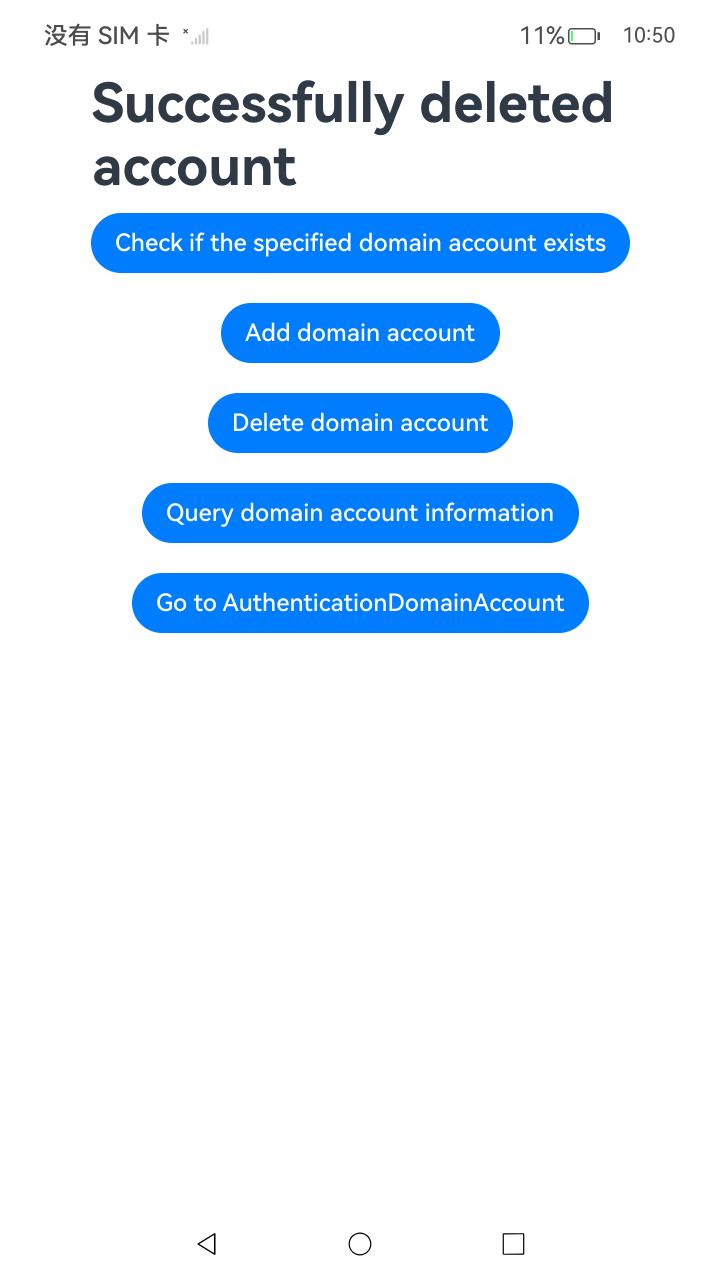 没有 SIM 卡 11% 10:50
Successfully deleted
account
Check if the specified domain account exists
Add domain account
Delete domain account
Query domain account information
Go to AuthenticationDomainAccount